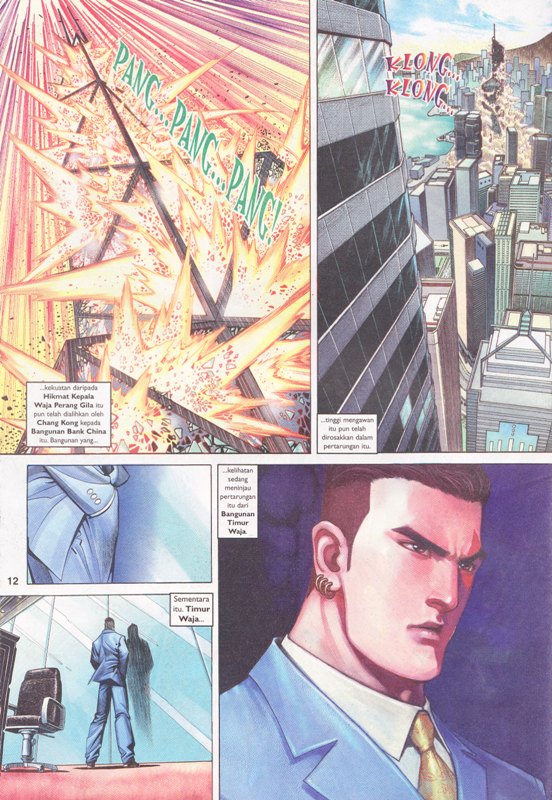 PANG...PANG...PANG!
...kekuatan daripada
Hikmat Kepala
Waja Perang Gila itu
pun telah dialihkan oleh
Chang Kong kepada
Bangunan Bank China
itu. Bangunan yang...
KLONG...
KLONG...
...tinggi mengawan
itu pun telah
dirosakkan dalam
pertarungan itu.
12
Sementara
itu. Timur
Waja...
...kelihatan
sedang
meninjau
pertarungan
itu dari
Bangunan
Timur
Waja.